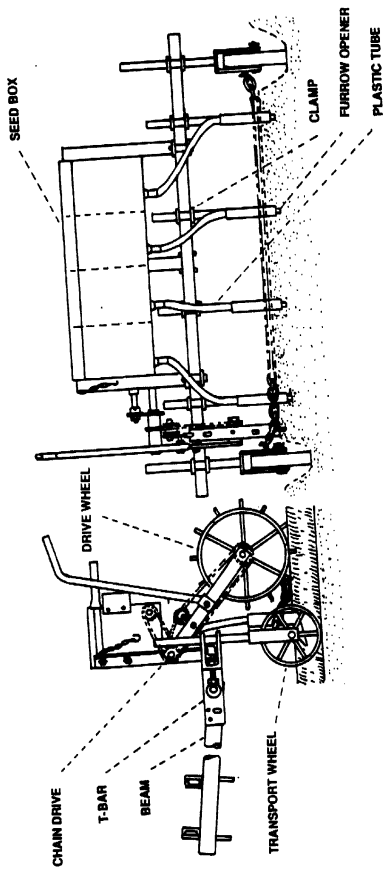 SEED BOX
CLAMP
FURROW OPENER
PLASTIC TUBE
DRIVE WHEEL
CHAIN DRIVE
T-BAR
BEAM
TRANSPORT WHEEL